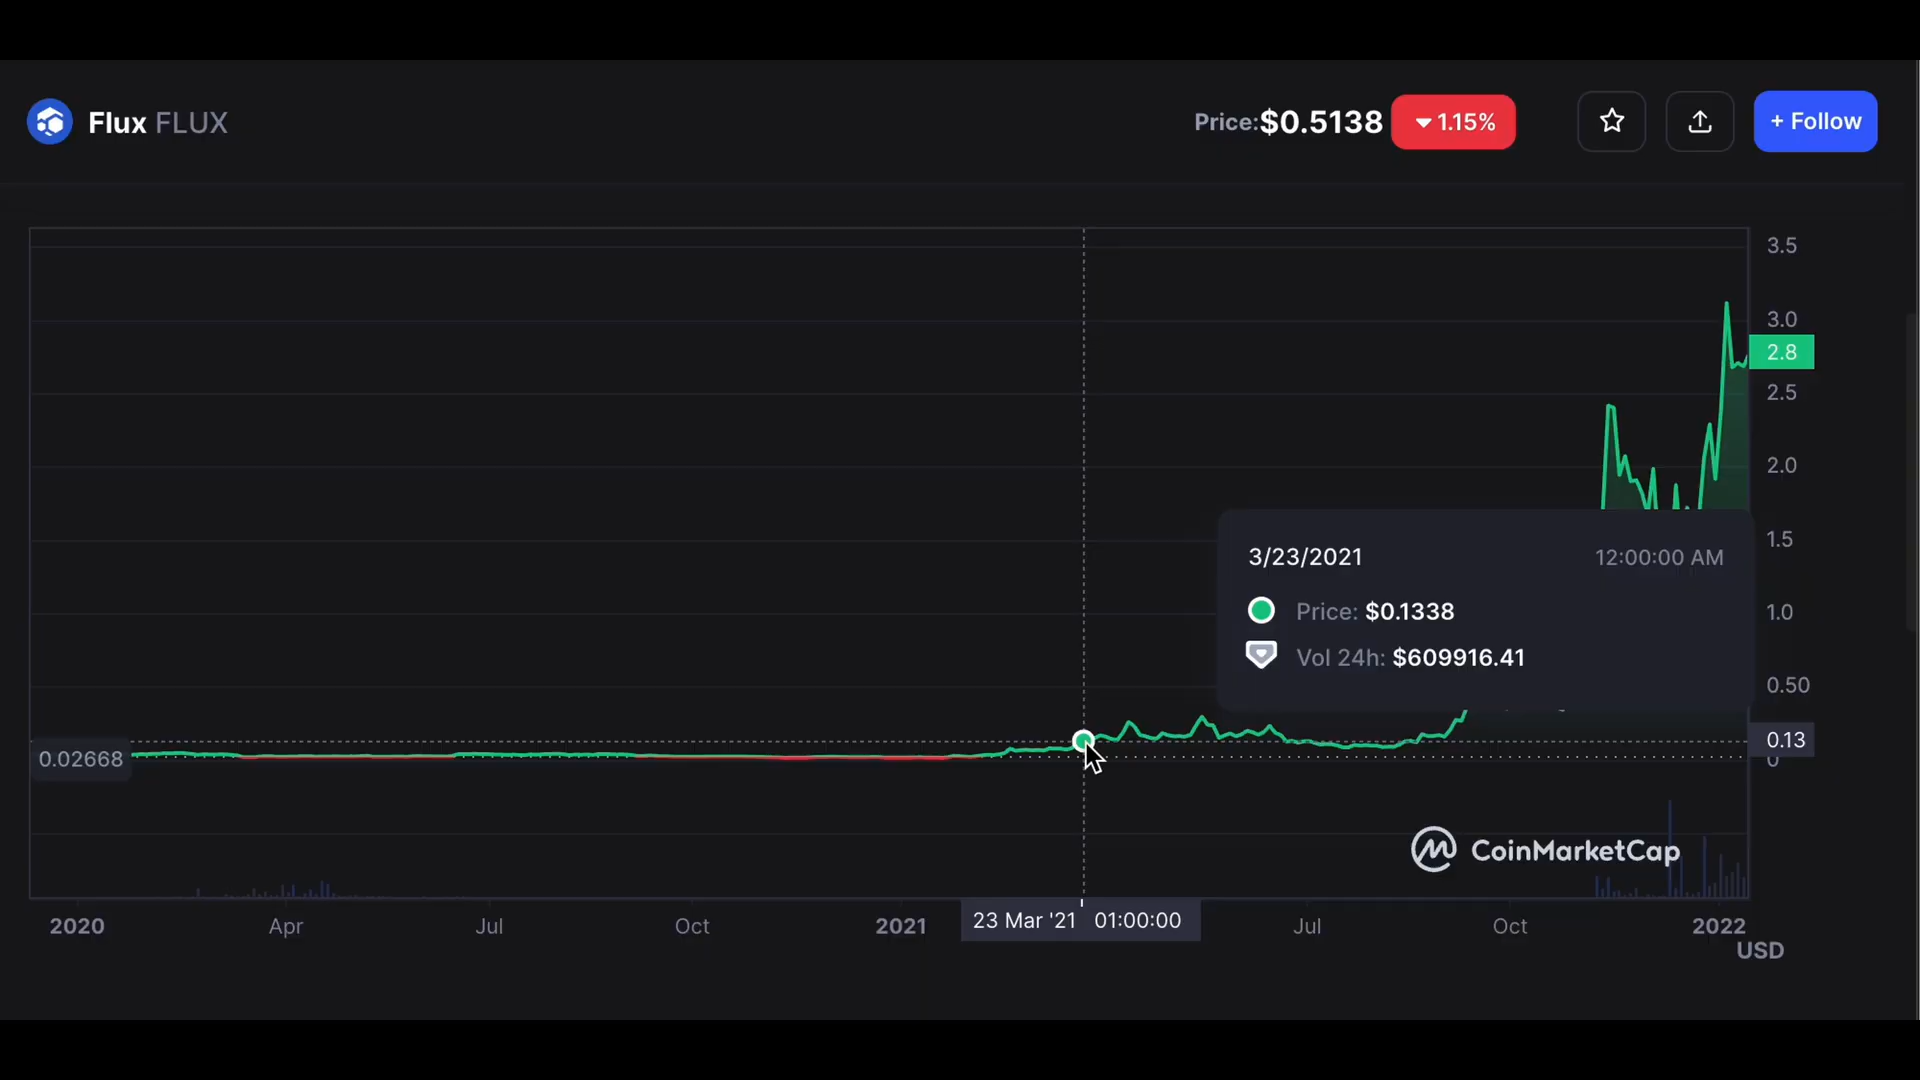 Flux FLUX
Price:$0.5138 1.15%
+ Follow
3.5
3.0
2.8
2.5
2.0
1.5
3/23/2021 12:00:00 AM
Price: $0.1338
1.0
Vol 24h: $609916.41
0.50
0.13
0.02668
0
CoinMarketCap
2020 Apr Jul Oct 2021 23 Mar '21 01:00:00 Jul Oct 2022
USD